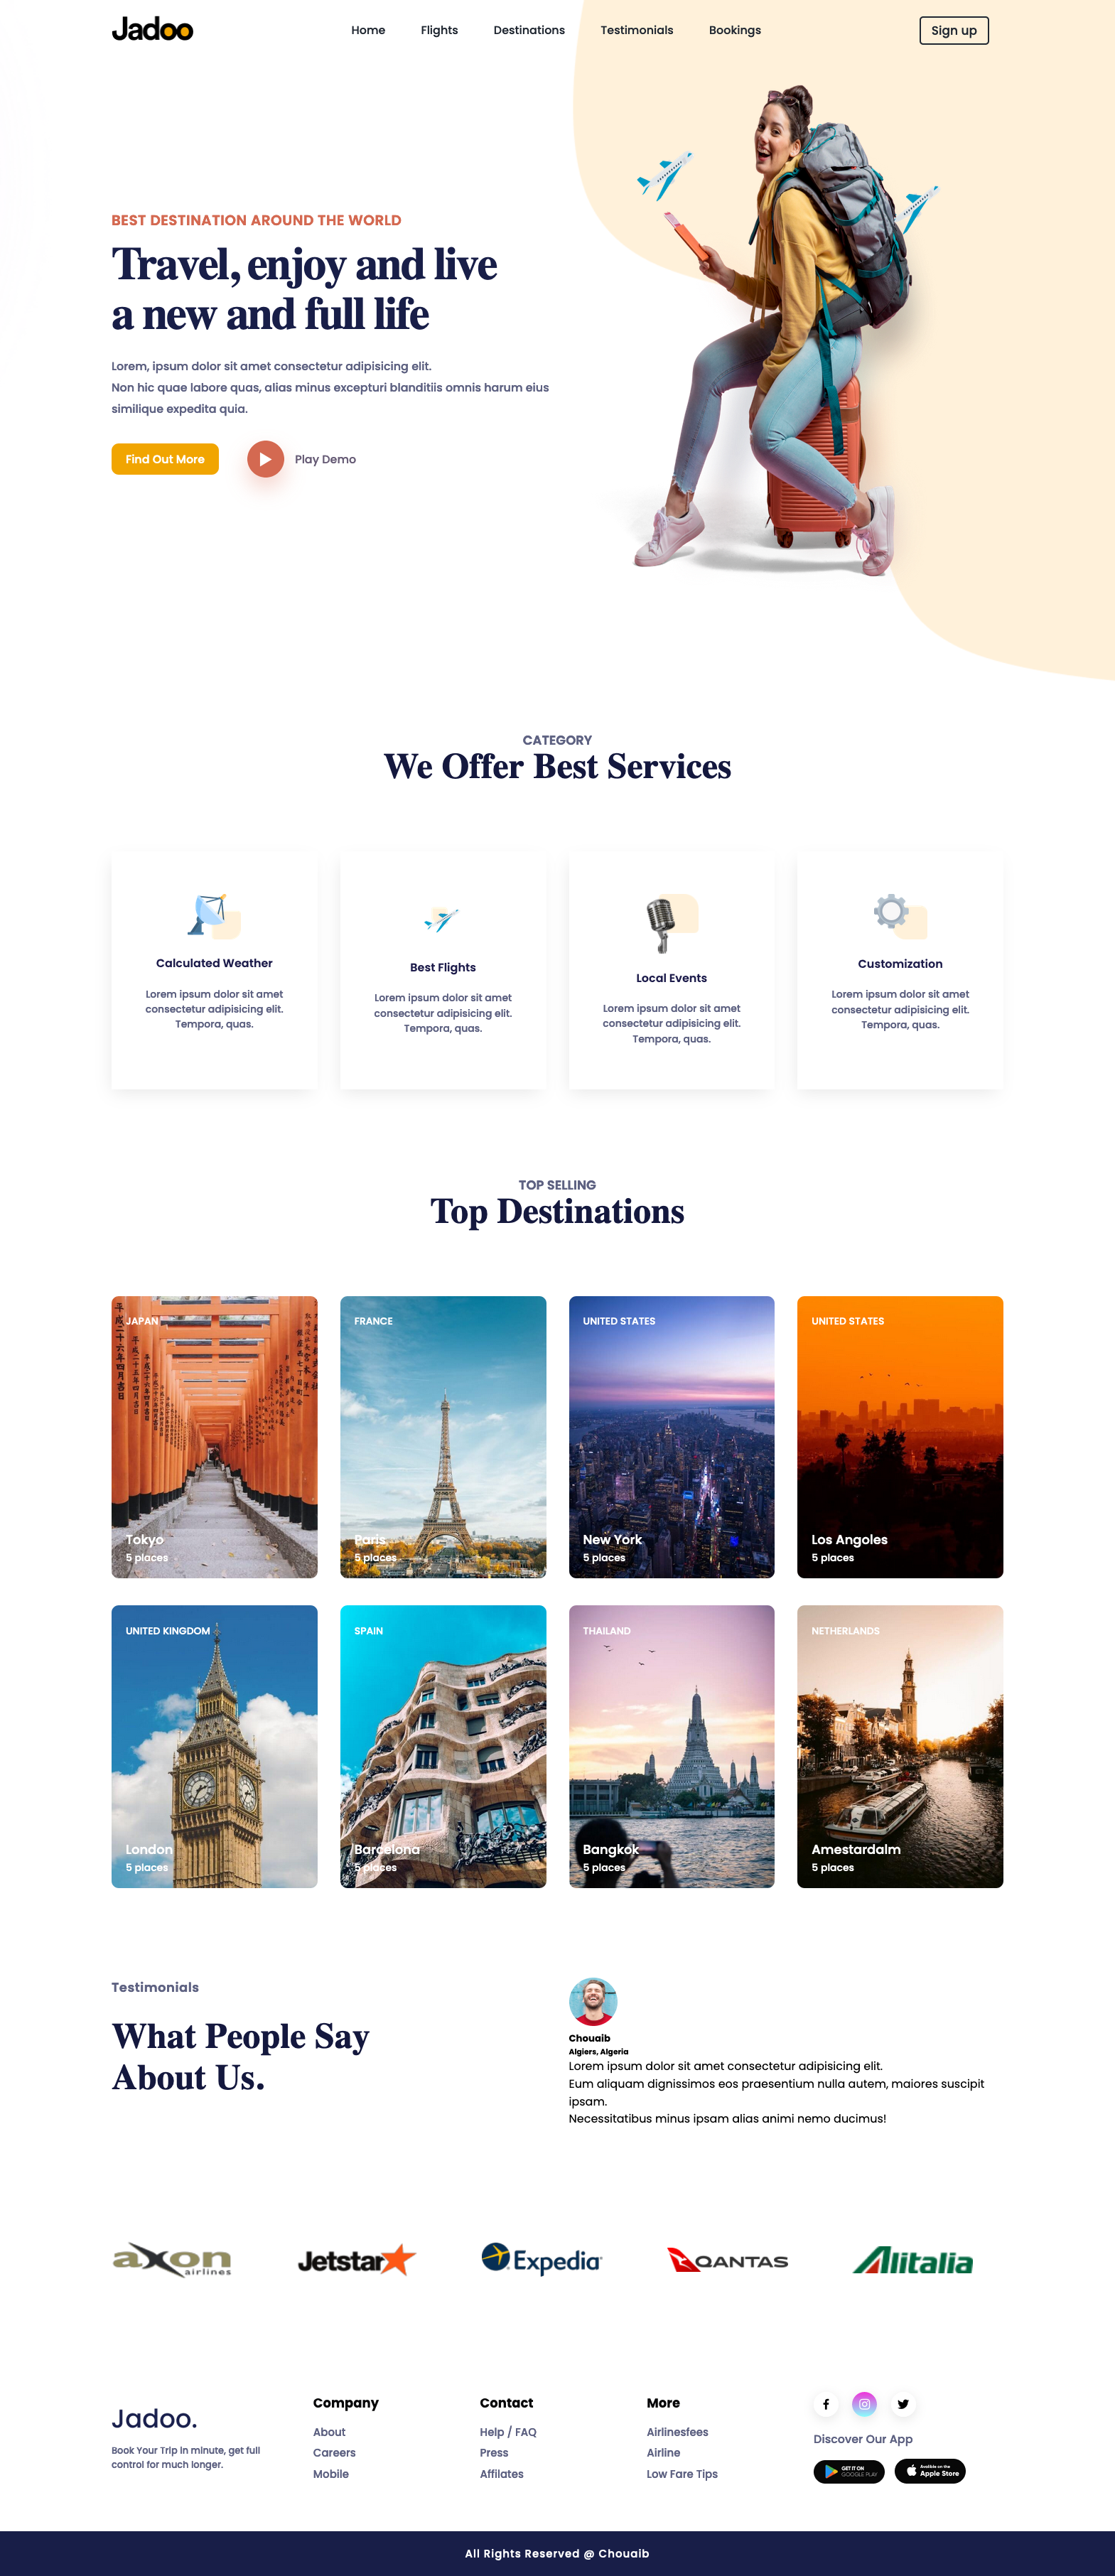 Jadoo
Home
Flights
Destinations
Testimonials
Bookings
Sign up
BEST DESTINATION AROUND THE WORLD
Travel, enjoy and live
a new and full life
Lorem, ipsum dolor sit amet consectetur adipisicing elit.
Non hic quae labore quas, alias minus excepturi blanditiis omnis harum eius
similique expedita quia.
Find Out More
Play Demo
CATEGORY
We Offer Best Services
Calculated Weather
Lorem ipsum dolor sit amet
consectetur adipisicing elit.
Tempora, quas.
Best Flights
Lorem ipsum dolor sit amet
consectetur adipisicing elit.
Tempora, quas.
Local Events
Lorem ipsum dolor sit amet
consectetur adipisicing elit.
Tempora, quas.
Customization
Lorem ipsum dolor sit amet
consectetur adipisicing elit.
Tempora, quas.
TOP SELLING
Top Destinations
JAPAN
Tokyo
5 places
FRANCE
Paris
5 places
UNITED STATES
New York
5 places
UNITED STATES
Los Angoles
5 places
UNITED KINGDOM
London
5 places
SPAIN
Barcelona
5 places
THAILAND
Bangkok
5 places
NETHERLANDS
Amestardalm
5 places
Testimonials
What People Say
About Us.
Chouaib
Algiers, Algeria
Lorem ipsum dolor sit amet consectetur adipisicing elit.
Eum aliquam dignissimos eos praesentium nulla autem, maiores suscipit
ipsam.
Necessitatibus minus ipsam alias animi nemo ducimus!
axon
airlines
Jetstar
Expedia
QANTAS
Alitalia
Jadoo.
Book Your Trip in minute, get full
control for much longer.
Company
About
Careers
Mobile
Contact
Help / FAQ
Press
Affilates
More
Airlinesfees
Airline
Low Fare Tips
Discover Our App
GET IT ON
GOOGLE PLAY
Avalible on the
Apple Store
All Rights Reserved @ Chouaib